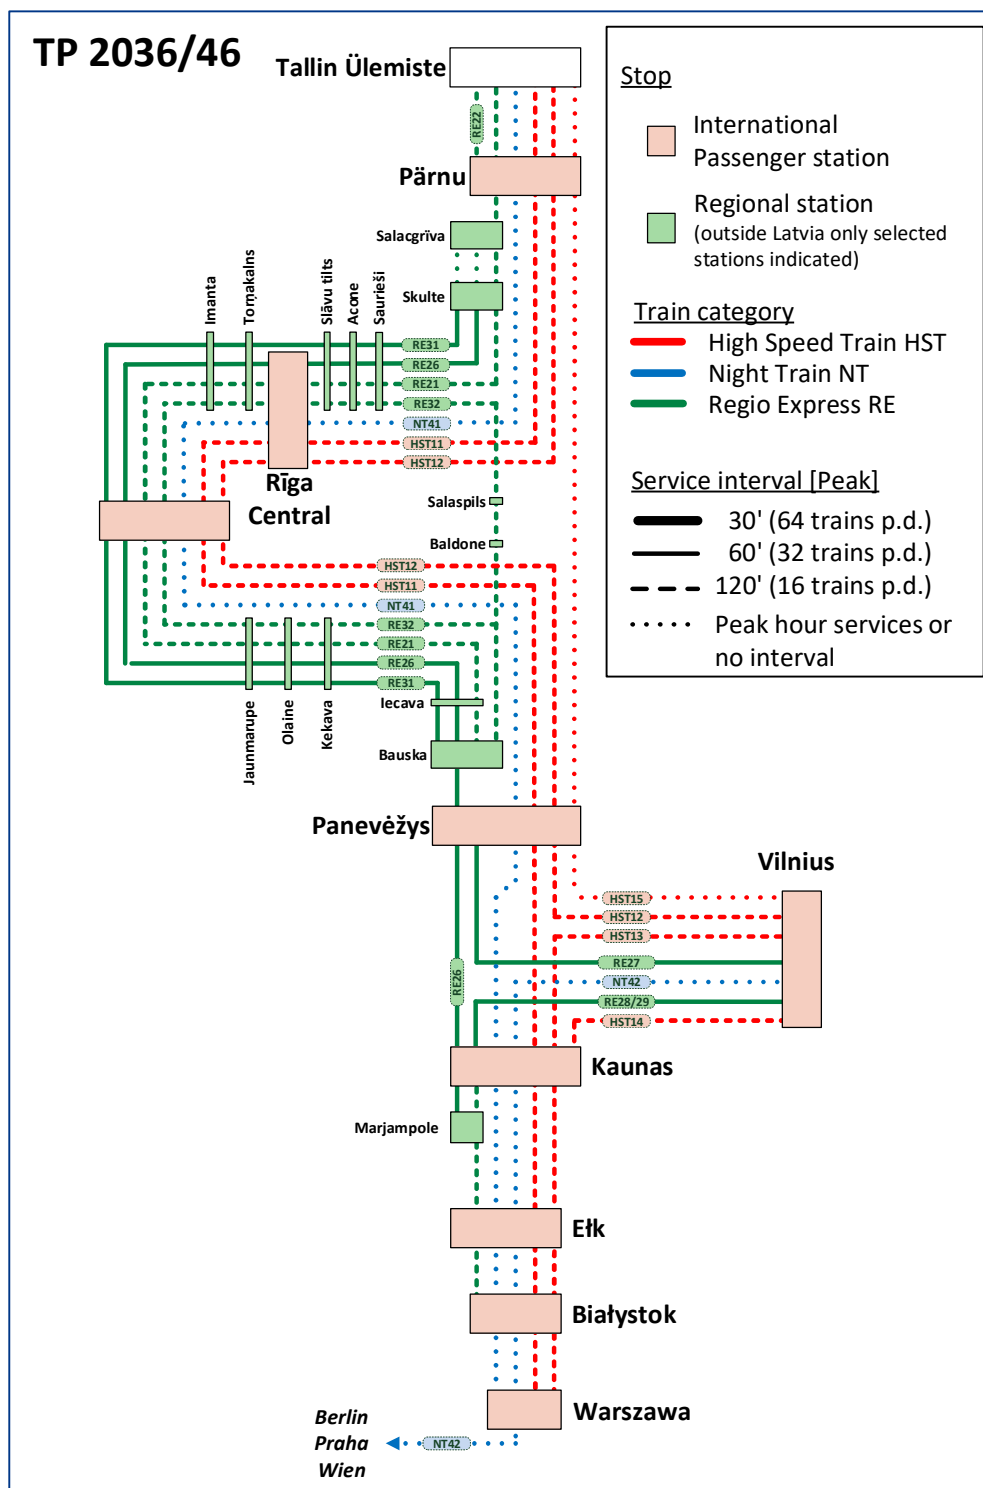 TP 2036/46
Tallin Ülemiste
RE22
Pärnu
Salacgrīva
Skulte
Imanta
Torņakalns
Slāvu tilts
Acone
Saurieši
RE31
RE26
RE21
RE32
NT41
HST11
HST12
Rīga
Central
Salaspils
Baldone
HST12
HST11
NT41
RE32
RE21
RE26
RE31
Iecava
Jaunmarupe
Olaine
Kekava
Bauska
Panevėžys
Vilnius
HST15
HST12
HST13
RE27
NT42
RE28/29
HST14
RE26
Kaunas
Marjampole
Ełk
Białystok
Warszawa
Berlin
Praha
Wien
NT42
Stop
International
Passenger station
Regional station
(outside Latvia only selected
stations indicated)
Train category
High Speed Train HST
Night Train NT
Regio Express RE
Service interval [Peak]
30' (64 trains p.d.)
60' (32 trains p.d.)
120' (16 trains p.d.)
Peak hour services or
no interval